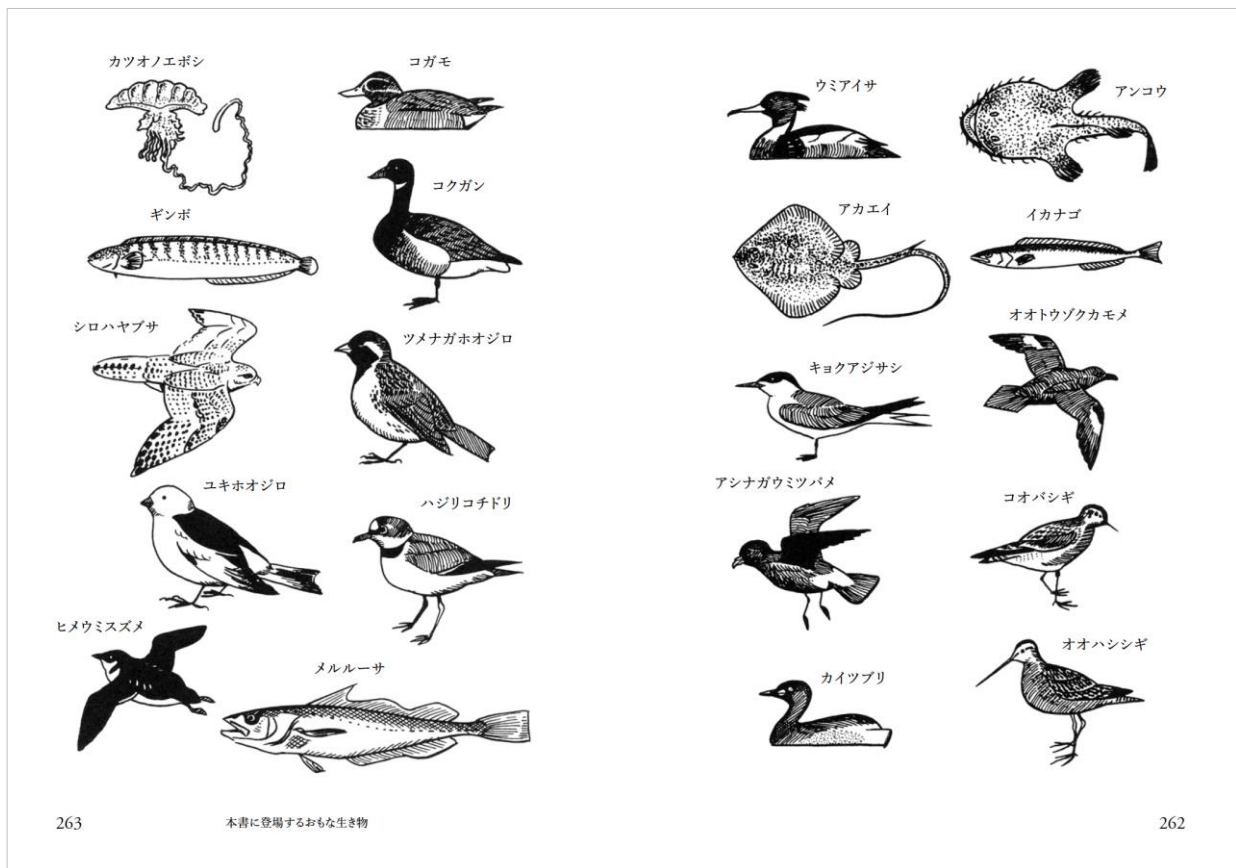 ウミアイサ
アンコウ
アカエイ
イカナゴ
キョクアジサシ
オオトウゾクカモメ
アシナガウミツバメ
コオバシギ
カイツブリ
オオハシシギ
262
カツオノエボシ
コガモ
ギンポ
コクガン
シロハヤブサ
ツメナガホオジロ
ユキホオジロ
ハジリコチドリ
ヒメウミスズメ
メルルーサ
263
本書に登場するおもな生き物